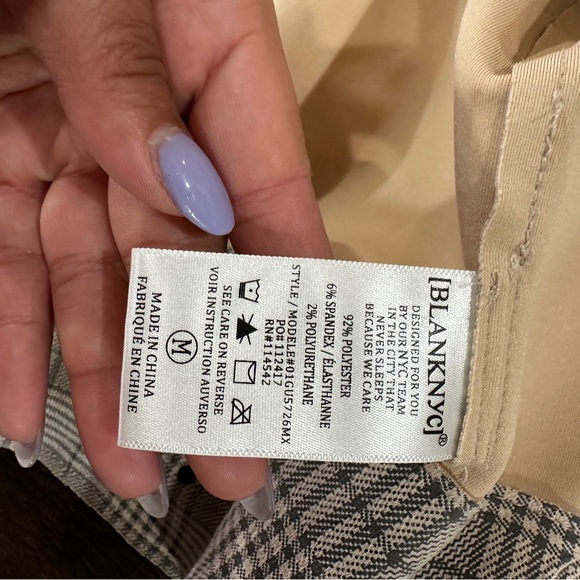 [BLANKNYC]®
DESIGNED FOR YOU
BY OUR NYC TEAM
IN THE CITY THAT
NEVER SLEEPS
BECAUSE WE CARE
92% POLYESTER
6% SPANDEX / ÉLASTHANNE
2% POLYURETHANE
STYLE / MODELE#01GU5726MX
PO#132417
RN#114542
SEE CARE ON REVERSE
VOIR INSTRUCTION AUVERSO
M
MADE IN CHINA
FABRIQUÉ EN CHINE